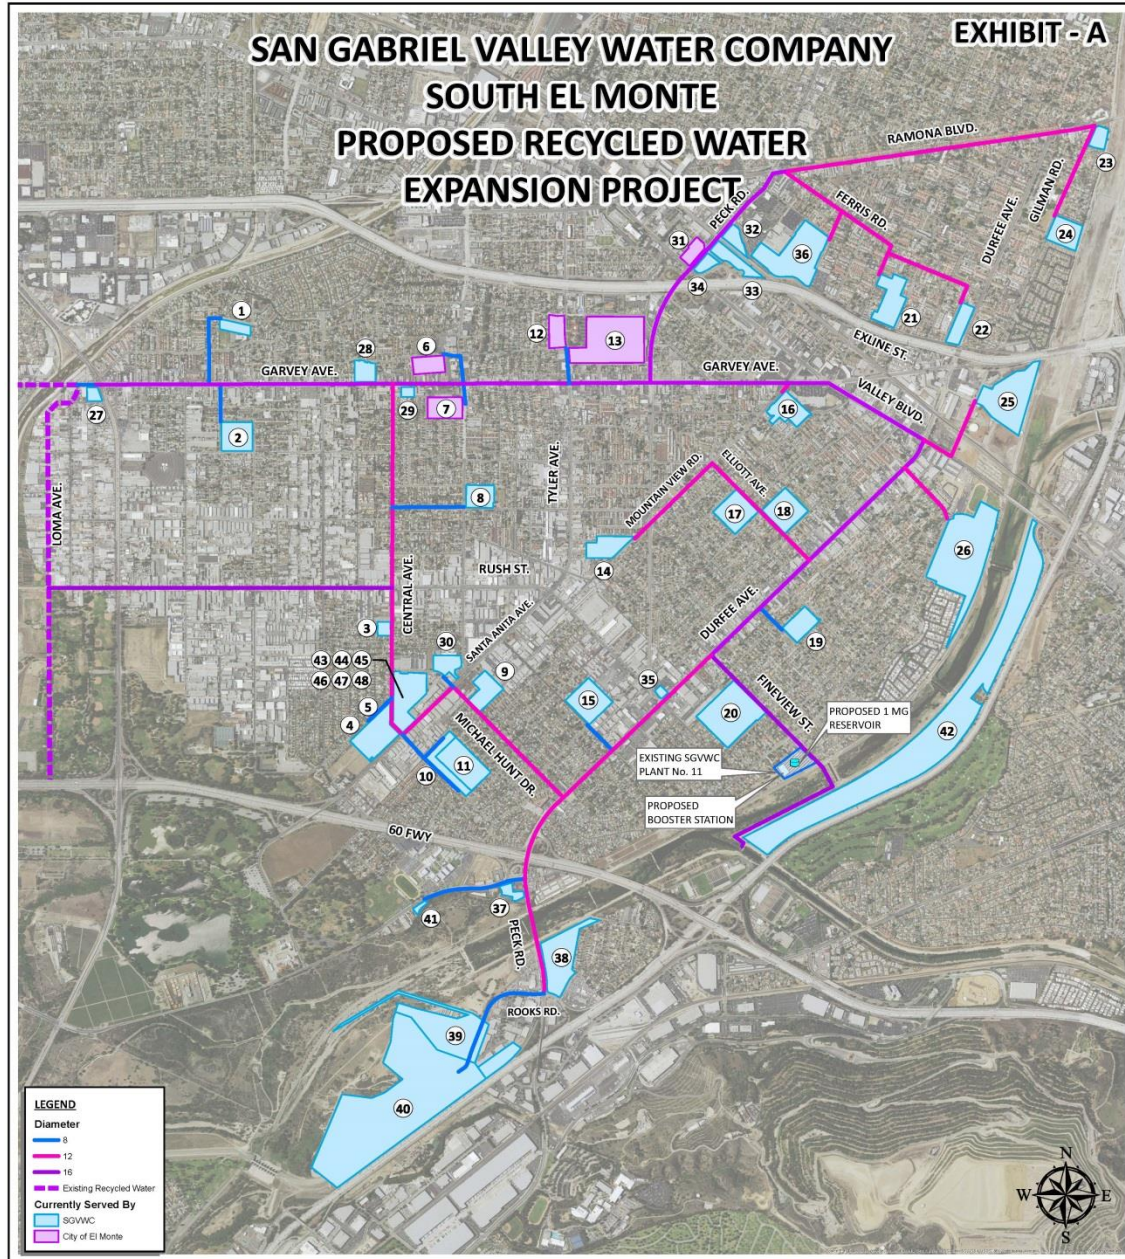 EXHIBIT - A
SAN GABRIEL VALLEY WATER COMPANY
SOUTH EL MONTE
PROPOSED RECYCLED WATER
EXPANSION PROJECT
RAMONA BLVD.
23
GILMAN RD.
DURFEE AVE.
24
PECK RD.
FERRIS RD.
31
32
36
34
33
21
22
EXLINE ST.
1
12
13
28
6
GARVEY AVE.
GARVEY AVE.
VALLEY BLVD.
25
27
29
7
16
2
LOMA AVE.
8
TYLER AVE.
MOUNTAIN VIEW RD.
ELLIOTT AVE.
17
18
14
26
RUSH ST.
CENTRAL AVE.
SANTA ANITA AVE.
DURFEE AVE.
3
19
30
43 44 45
46 47 48
9
35
15
20
FINEVIEW ST.
5
4
PROPOSED 1 MG
RESERVOIR
42
MICHAEL HUNT DR.
10
11
EXISTING SGVWC
PLANT No. 11
PROPOSED
BOOSTER STATION
60 FWY
41
37
PECK RD.
38
ROOKS RD.
39
40
LEGEND
Diameter
8
12
16
Existing Recycled Water
Currently Served By
SGVWC
City of El Monte
N
W
E
S